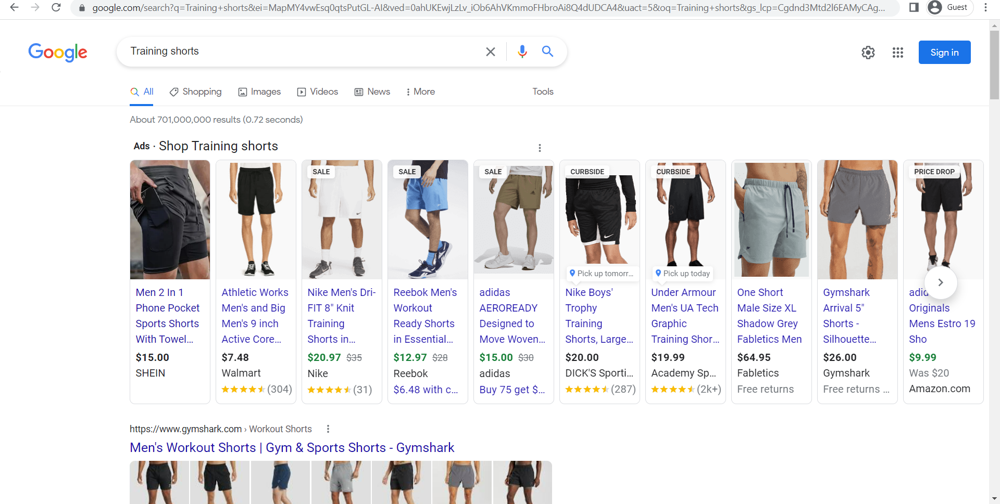 google.com/search?q=Training+shorts&ei=MapMY4vwEsq0qtsPutGL-AI&ved=0ahUKEwjLzLv_iOb6AhVKmmoFHbroAi8Q4dUDCA4&uact=5&oq=Training+shorts&gs_lcp=Cgdnd3Mtd2l6EAMyCAg...
Guest
Google
Training shorts
Sign in
All
Shopping
Images
Videos
News
More
Tools
About 701,000,000 results (0.72 seconds)
Ads · Shop Training shorts
Men 2 In 1
Phone Pocket
Sports Shorts
With Towel...
$15.00
SHEIN
Athletic Works
Men's and Big
Men's 9 inch
Active Core...
$7.48
Walmart
(304)
SALE
Nike Men's Dri-
FIT 8" Knit
Training
Shorts in...
$20.97 $35
Nike
(31)
SALE
Reebok Men's
Workout
Ready Shorts
in Essential...
$12.97 $28
Reebok
$6.48 with c...
SALE
adidas
AEROREADY
Designed to
Move Woven...
$15.00 $30
adidas
Buy 75 get $...
CURBSIDE
Pick up tomorr...
Nike Boys'
Trophy
Training
Shorts, Large...
$20.00
DICK'S Sporti...
(287)
CURBSIDE
Pick up today
Under Armour
Men's UA Tech
Graphic
Training Shor...
$19.99
Academy Sp...
(2k+)
One Short
Male Size XL
Shadow Grey
Fabletics Men
$64.95
Fabletics
Free returns
Gymshark
Arrival 5"
Shorts -
Silhouette...
$26.00
Gymshark
Free returns ...
PRICE DROP
adid
Originals
Mens Estro 19
Sho
$9.99
Was $20
Amazon.com
https://www.gymshark.com › Workout Shorts
Men's Workout Shorts | Gym & Sports Shorts - Gymshark